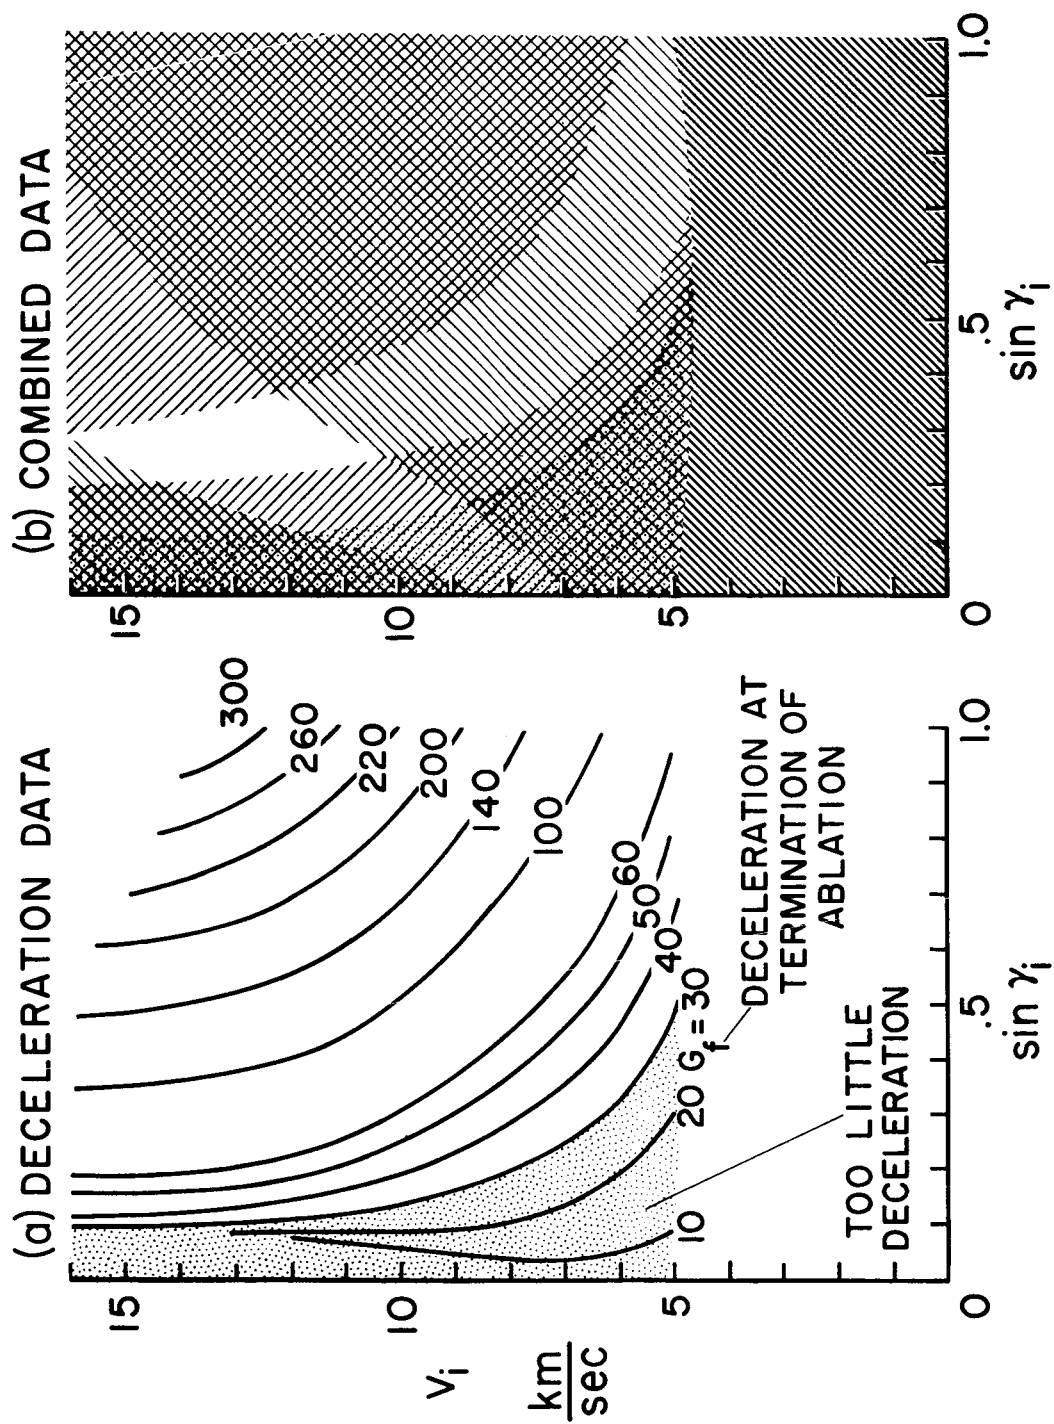 (a) DECELERATION DATA
300
260
220
200
140
100
60
50
40
20 G_f = 30
10
15
10
5
0
.5
1.0
V_i
km
sec
sin γ_i
DECELERATION AT
TERMINATION OF
ABLATION
TOO LITTLE
DECELERATION
(b) COMBINED DATA
15
10
5
0
.5
1.0
sin γ_i